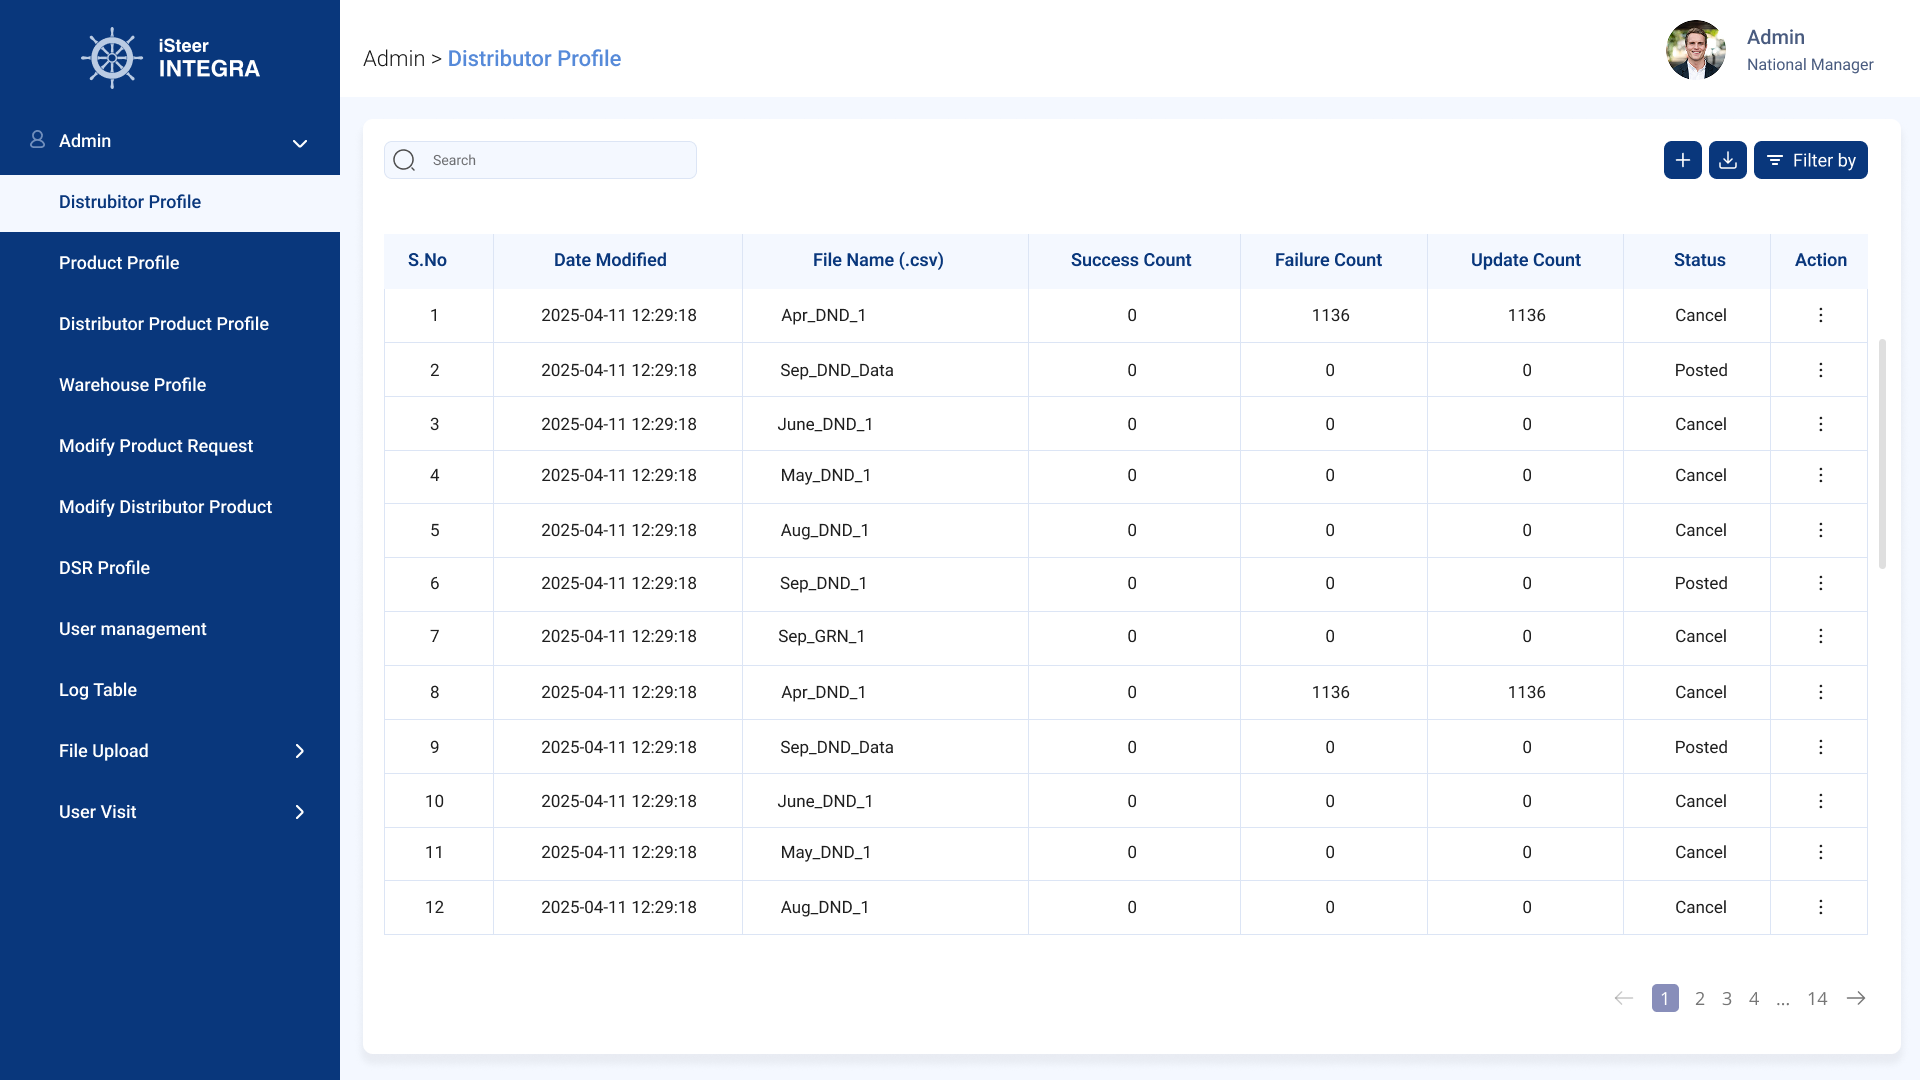 iSteer
INTEGRA
Admin
Distrubitor Profile
Product Profile
Distributor Product Profile
Warehouse Profile
Modify Product Request
Modify Distributor Product
DSR Profile
User management
Log Table
File Upload
User Visit
Admin > Distributor Profile
Admin
National Manager
Search
Filter by
S.No Date Modified File Name (.csv) Success Count Failure Count Update Count Status Action
1 2025-04-11 12:29:18 Apr_DND_1 0 1136 1136 Cancel
2 2025-04-11 12:29:18 Sep_DND_Data 0 0 0 Posted
3 2025-04-11 12:29:18 June_DND_1 0 0 0 Cancel
4 2025-04-11 12:29:18 May_DND_1 0 0 0 Cancel
5 2025-04-11 12:29:18 Aug_DND_1 0 0 0 Cancel
6 2025-04-11 12:29:18 Sep_DND_1 0 0 0 Posted
7 2025-04-11 12:29:18 Sep_GRN_1 0 0 0 Cancel
8 2025-04-11 12:29:18 Apr_DND_1 0 1136 1136 Cancel
9 2025-04-11 12:29:18 Sep_DND_Data 0 0 0 Posted
10 2025-04-11 12:29:18 June_DND_1 0 0 0 Cancel
11 2025-04-11 12:29:18 May_DND_1 0 0 0 Cancel
12 2025-04-11 12:29:18 Aug_DND_1 0 0 0 Cancel
1 2 3 4 ... 14